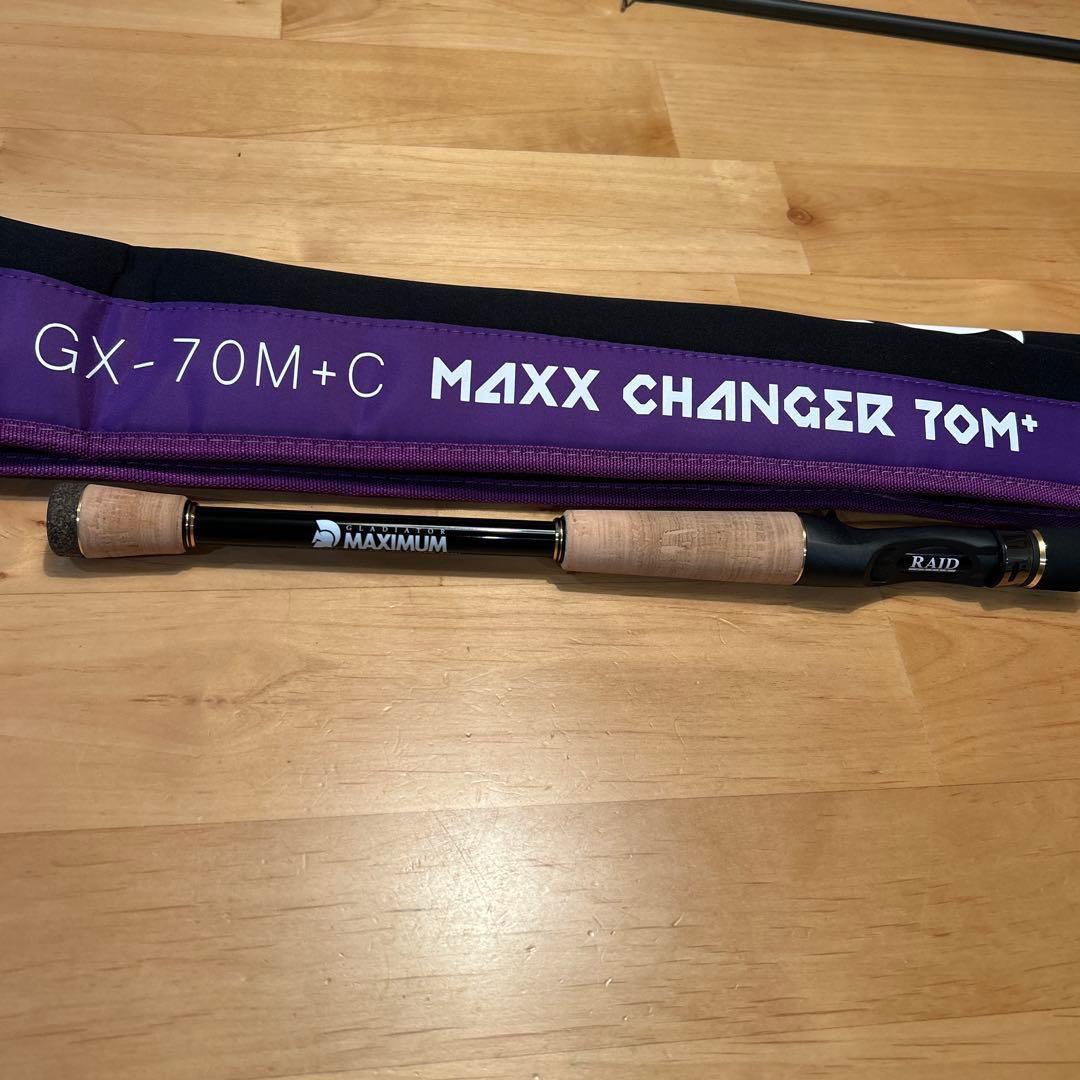 GX-70M+C MAXX CHANGER 70M+
GLADIATOR
MAXIMUM
RAID